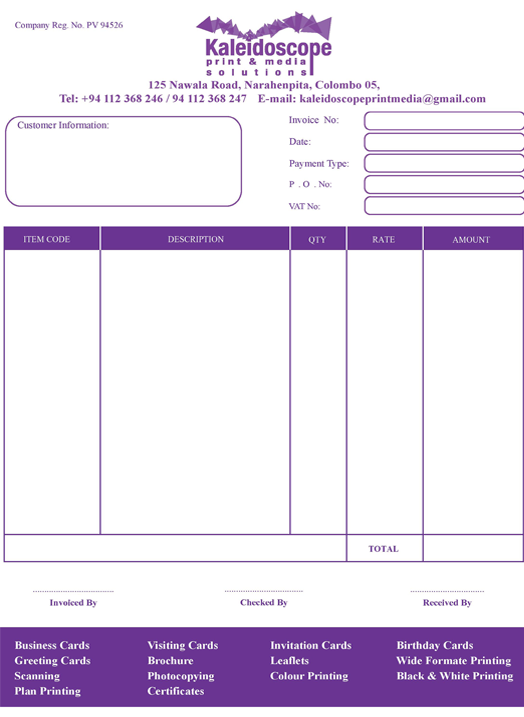 Company Reg. No. PV 94526
Kaleidoscope
print & media
solutions
125 Nawala Road, Narahenpita, Colombo 05,
Tel: +94 112 368 246 / 94 112 368 247 E-mail: kaleidoscopeprintmedia@gmail.com
Customer Information:
Invoice No:
Date:
Payment Type:
P . O . No:
VAT No:
ITEM CODE DESCRIPTION QTY RATE AMOUNT
TOTAL
Invoiced By Checked By Received By
Business Cards Visiting Cards Invitation Cards Birthday Cards
Greeting Cards Brochure Leaflets Wide Formate Printing
Scanning Photocopying Colour Printing Black & White Printing
Plan Printing Certificates